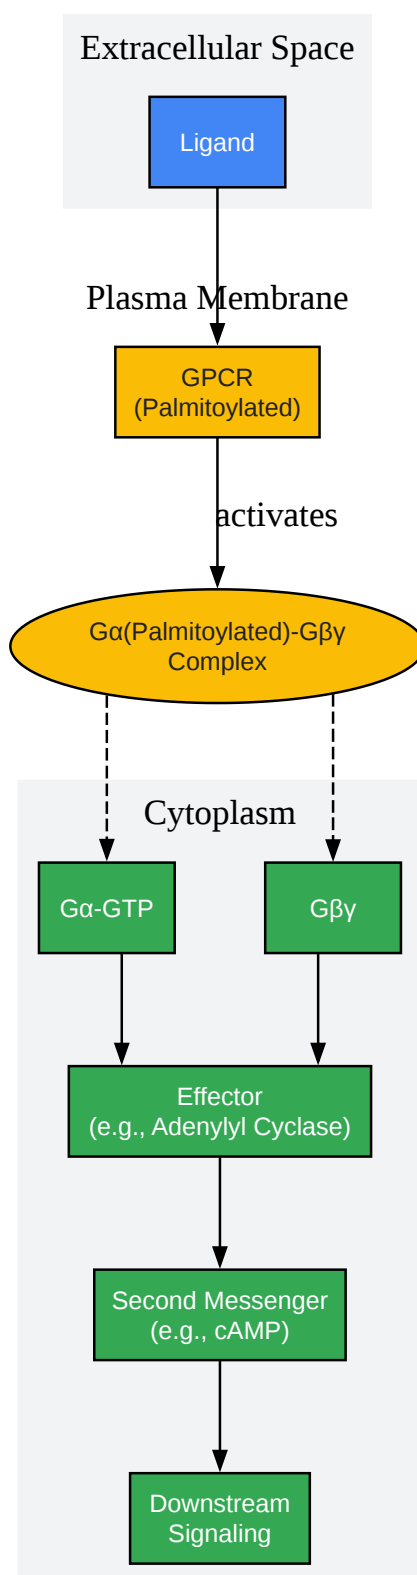 Extracellular Space
Ligand
Plasma Membrane
GPCR
(Palmitoylated)
activates
Gα(Palmitoylated)-Gβγ
Complex
Cytoplasm
Gα-GTP
Gβγ
Effector
(e.g., Adenylyl Cyclase)
Second Messenger
(e.g., cAMP)
Downstream
Signaling